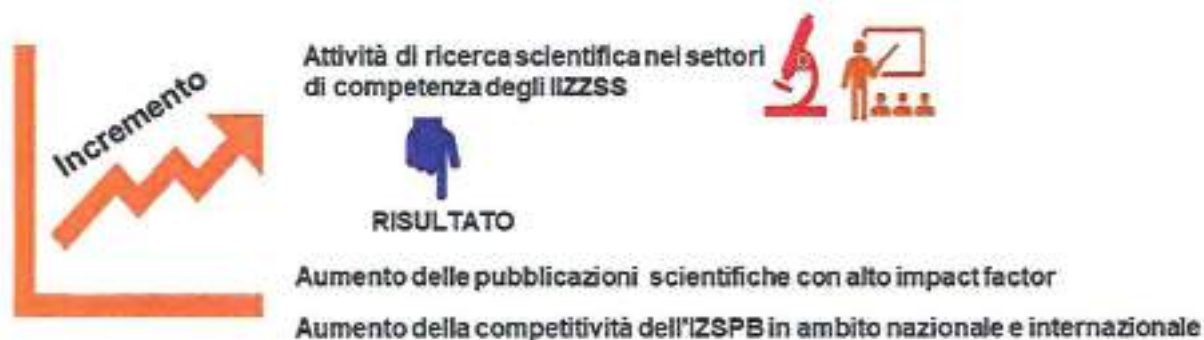 Incremento
Attività di ricerca scientifica nei settori
di competenza degli IIZZSS
RISULTATO
Aumento delle pubblicazioni scientifiche con alto impact factor
Aumento della competitività dell'IZSPB in ambito nazionale e internazionale